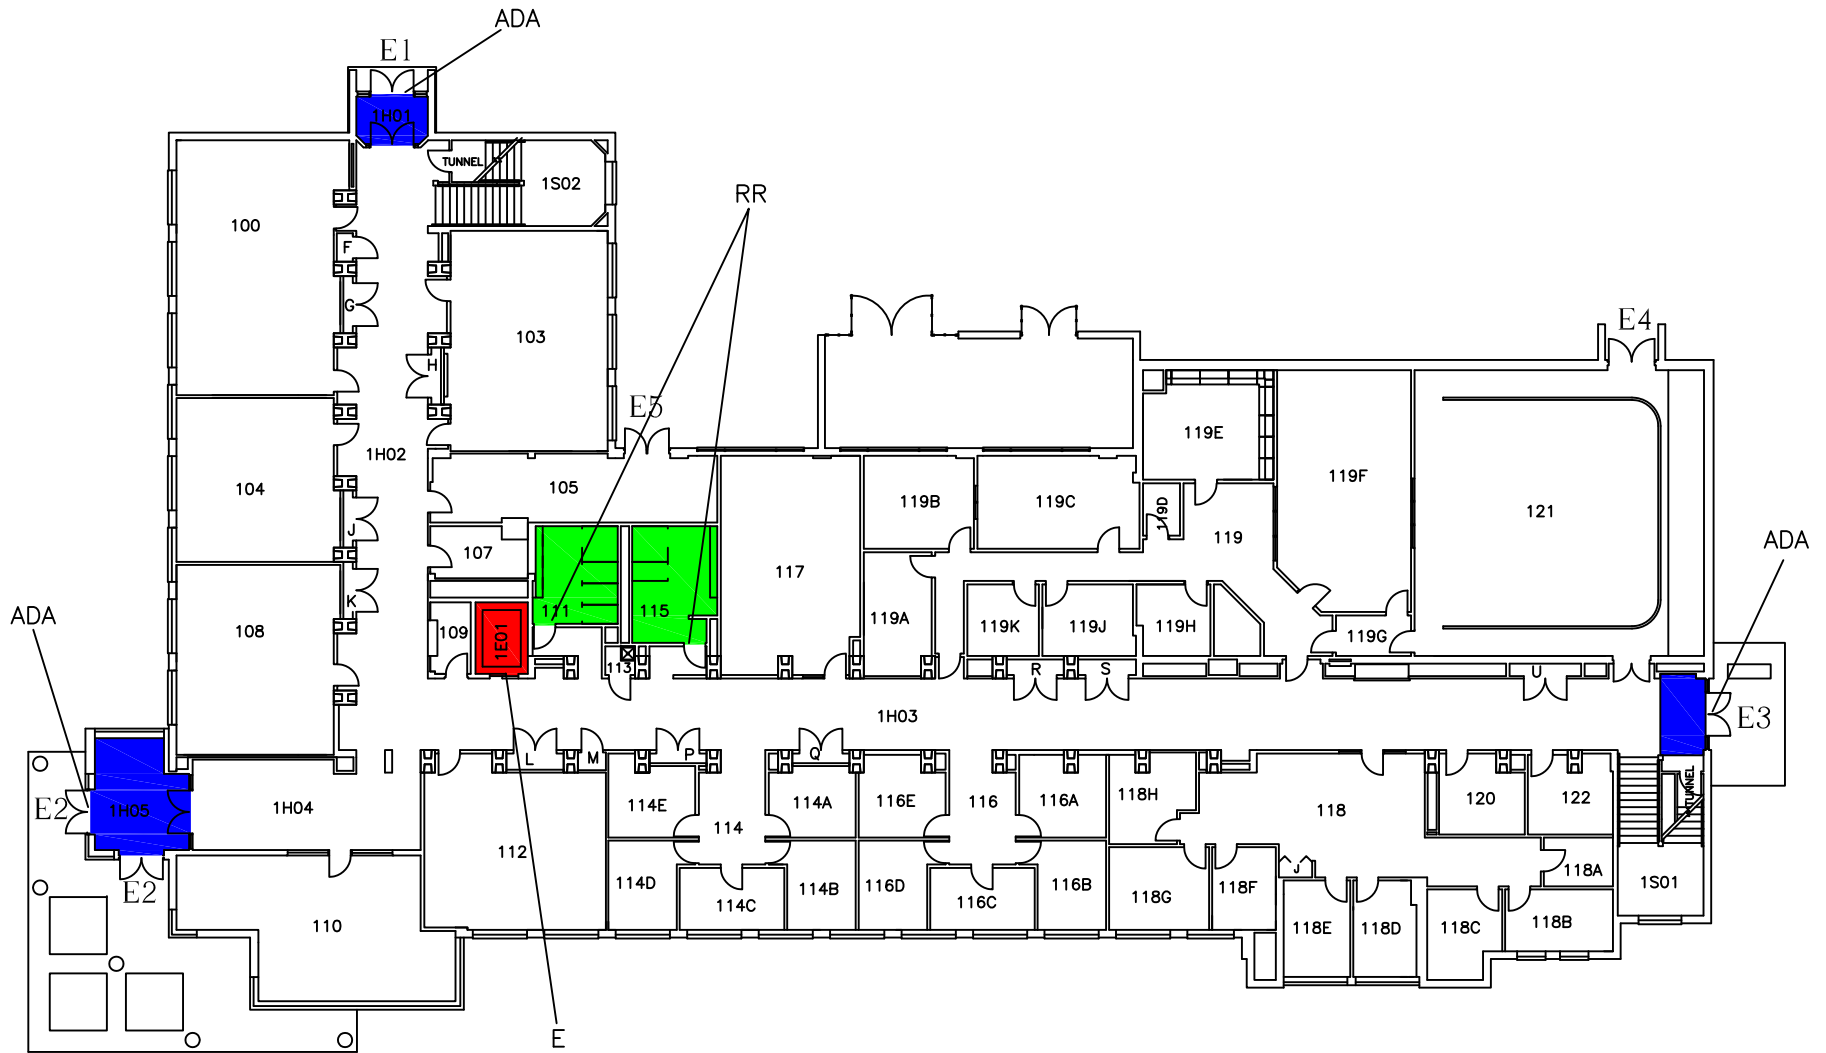 ADA
E1
1H01
TUNNEL
1S02
RR
100
F
G
103
H
E4
E5
119E
1H02
104
105
119B
119C
119D
119F
121
J
107
119
ADA
117
K
ADA
108
109
1E01
111
115
113
119A
119K
119J
119H
119G
R
S
U
1H03
E3
L
M
P
Q
E2
1H05
1H04
114E
114A
116E
116
116A
118H
118
120
122
TUNNEL
114
112
E2
114D
114C
114B
116D
116C
116B
118G
118F
J
118A
1S01
110
118E
118D
118C
118B
E